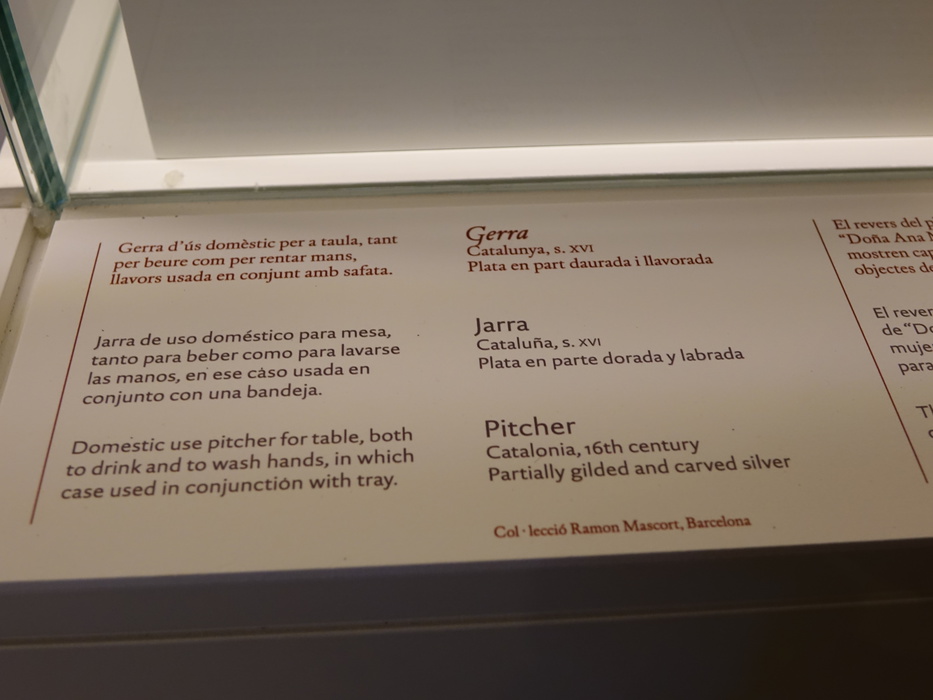 Gerra d'ús domèstic per a taula, tant
per beure com per rentar mans,
llavors usada en conjunt amb safata.
Jarra de uso doméstico para mesa,
tanto para beber como para lavarse
las manos, en ese caso usada en
conjunto con una bandeja.
Domestic use pitcher for table, both
to drink and to wash hands, in which
case used in conjunction with tray.
Gerra
Catalunya, s. XVI
Plata en part daurada i llavorada
Jarra
Cataluña, s. XVI
Plata en parte dorada y labrada
Pitcher
Catalonia, 16th century
Partially gilded and carved silver
Col·lecció Ramon Mascort, Barcelona
El revers del
"Doña Ana
mostren
objectes
El
de "
para